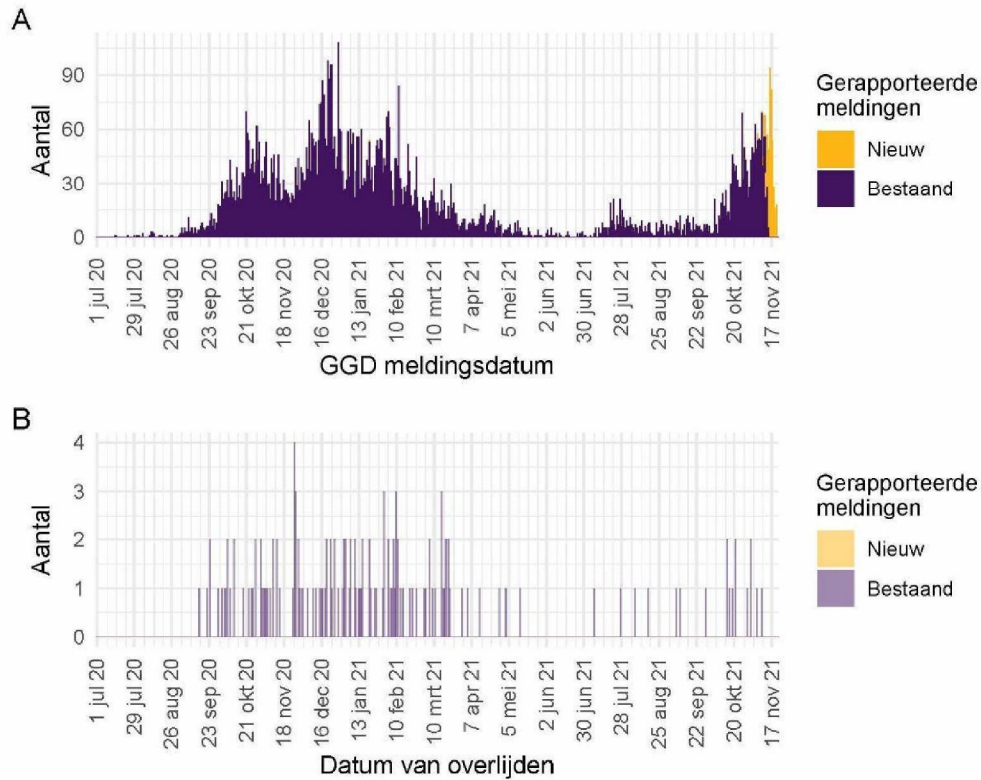 A
Aantal
90
60
30
0
1 jul 20
29 jul 20
26 aug 20
23 sep 20
21 okt 20
18 nov 20
16 dec 20
13 jan 21
10 feb 21
10 mrt 21
7 apr 21
5 mei 21
2 jun 21
30 jun 21
28 jul 21
25 aug 21
22 sep 21
20 okt 21
17 nov 21
GGD meldingsdatum
Gerapporteerde
meldingen
Nieuw
Bestaand
B
Aantal
4
3
2
1
0
1 jul 20
29 jul 20
26 aug 20
23 sep 20
21 okt 20
18 nov 20
16 dec 20
13 jan 21
10 feb 21
10 mrt 21
7 apr 21
5 mei 21
2 jun 21
30 jun 21
28 jul 21
25 aug 21
22 sep 21
20 okt 21
17 nov 21
Datum van overlijden
Gerapporteerde
meldingen
Nieuw
Bestaand